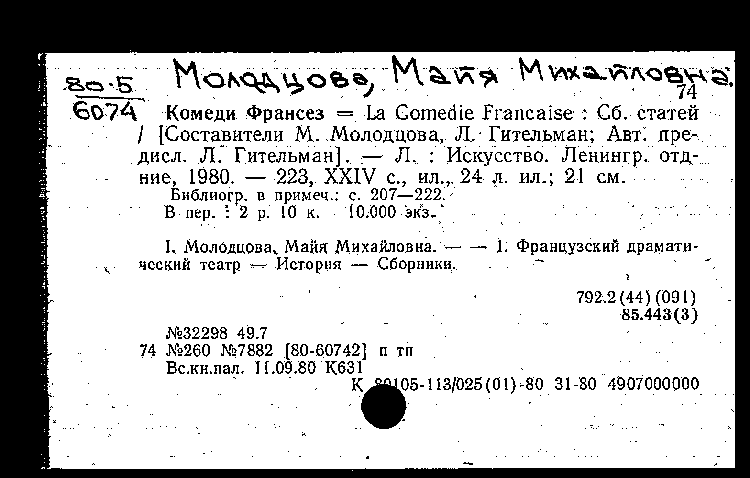 Молодцова, Майя Михайловна.
80-5
6074
74
Комеди Франсез = La Comedie Francaise : Сб. статей
/ [Составители М. Молодцова, Л. Гительман; Авт. пре-
дисл. Л. Гительман]. — Л. : Искусство. Ленингр. отд-
ние, 1980. — 223, XXIV с., ил., 24 л. ил.; 21 см.
Библиогр. в примеч.: с. 207—222.
В пер. : 2 р. 10 к. 10.000 экз.
I. Молодцова, Майя Михайловна. — — 1. Французский драмати-
ческий театр — История — Сборники.
792.2(44)(091)
85.443(3)
№32298 49.7
74 №260 №7882 [80-60742] п тп
Вс.кн.пал. 11.09.80 К631
К 80105-113/025(01)-80 31-80 4907000000